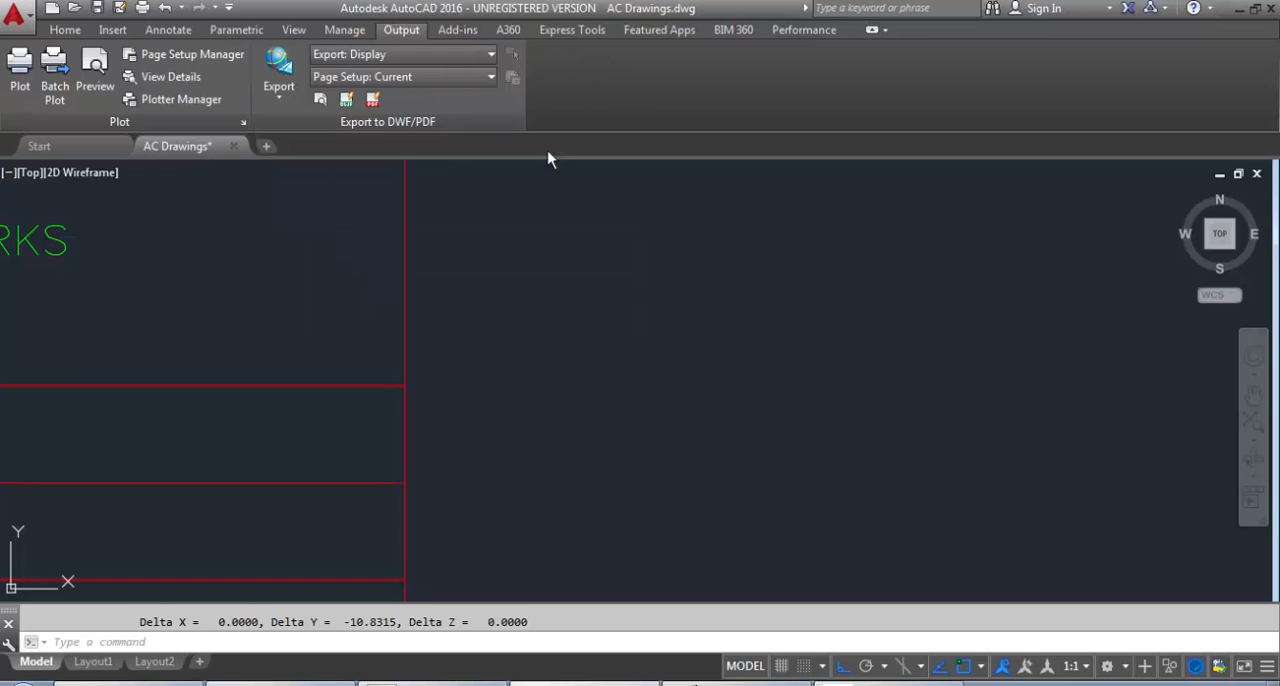 Autodesk AutoCAD 2016 - UNREGISTERED VERSION AC Drawings.dwg
Type a keyword or phrase
Sign In
Home Insert Annotate Parametric View Manage Output Add-ins A360 Express Tools Featured Apps BIM 360 Performance
Plot
Batch Plot
Preview
Page Setup Manager
View Details
Plotter Manager
Export
Export: Display
Page Setup: Current
DWF
PDF
Plot
Export to DWF/PDF
Start
AC Drawings*
[−][Top][2D Wireframe]
RKS
N
W TOP E
S
WCS
Y
X
Delta X = 0.0000, Delta Y = -10.8315, Delta Z = 0.0000
Type a command
Model Layout1 Layout2
MODEL
1:1